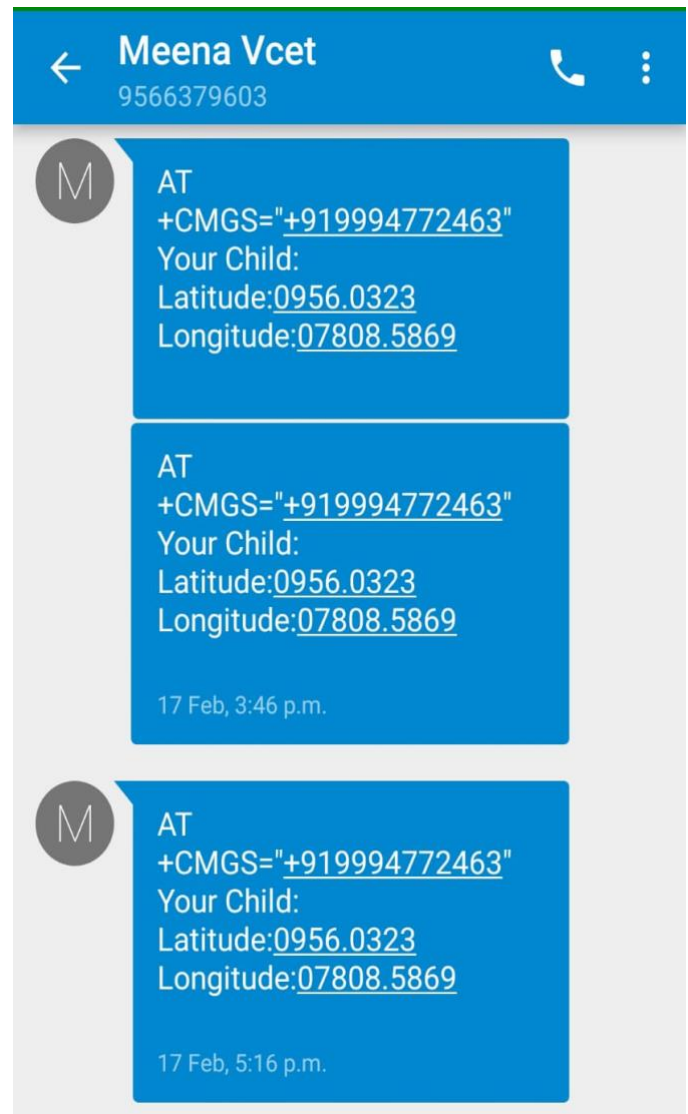 Meena Vcet
9566379603
M
AT
+CMGS="+919994772463"
Your Child:
Latitude:0956.0323
Longitude:07808.5869
AT
+CMGS="+919994772463"
Your Child:
Latitude:0956.0323
Longitude:07808.5869
17 Feb, 3:46 p.m.
M
AT
+CMGS="+919994772463"
Your Child:
Latitude:0956.0323
Longitude:07808.5869
17 Feb, 5:16 p.m.